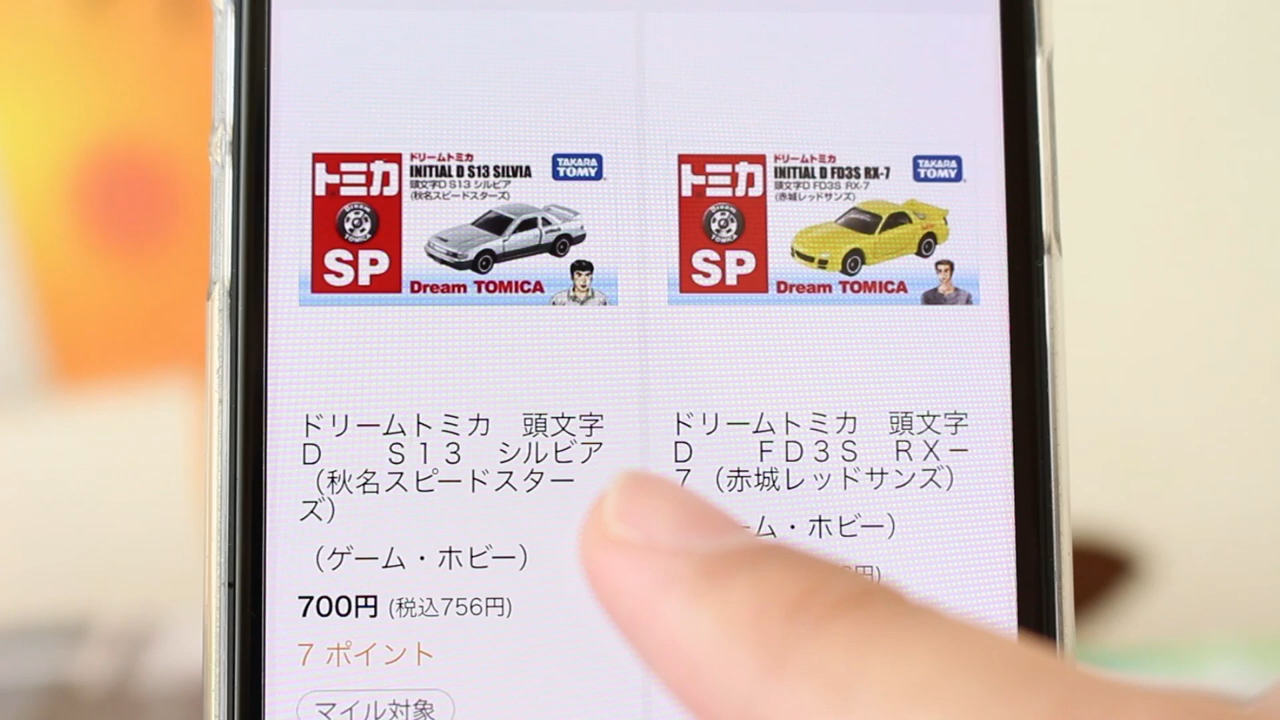 トミカ
Dream
TOMICA
SP
ドリームトミカ
INITIAL D S13 SILVIA
頭文字D S13 シルビア
(秋名スピードスターズ)
TAKARA
TOMY
Dream TOMICA
トミカ
Dream
TOMICA
SP
ドリームトミカ
INITIAL D FD3S RX-7
頭文字D FD3S RX-7
(赤城レッドサンズ)
TAKARA
TOMY
Dream TOMICA
ドリームトミカ　頭文字
D　　S13　シルビア
（秋名スピードスター
ズ）
（ゲーム・ホビー）
700円 (税込756円)
7 ポイント
マイル対象
ドリームトミカ　頭文字
D　　FD3S　RX－
7（赤城レッドサンズ）
ム・ホビー）
円)